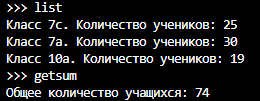 >>> list
Класс 7с. Количество учеников: 25
Класс 7а. Количество учеников: 30
Класс 10а. Количество учеников: 19
>>> getsum
Общее количество учащихся: 74